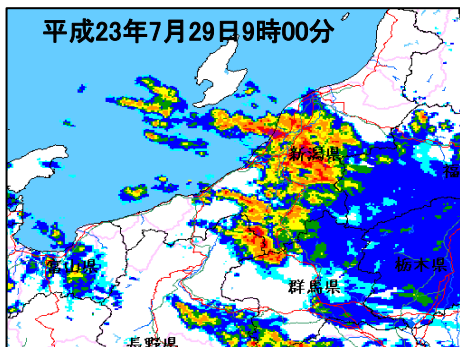 平成23年7月29日9時00分
新潟県
福
富山県
栃木県
群馬県
長野県